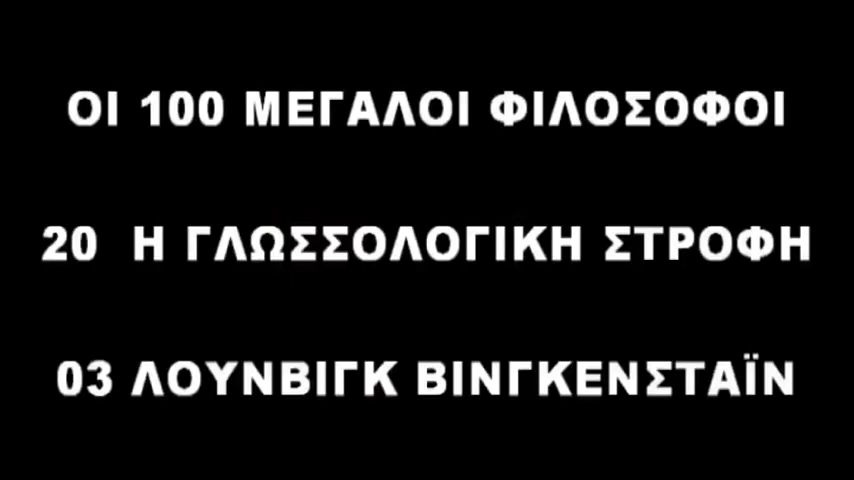 ΟΙ 100 ΜΕΓΑΛΟΙ ΦΙΛΟΣΟΦΟΙ
20 Η ΓΛΩΣΣΟΛΟΓΙΚΗ ΣΤΡΟΦΗ
03 ΛΟΥΝΒΙΓΚ ΒΙΝΓΚΕΝΣΤΑΪΝ